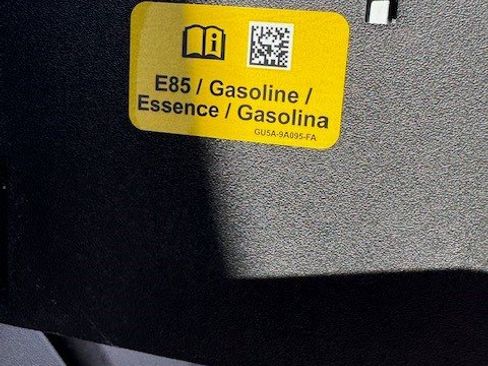 E85 / Gasoline /
Essence / Gasolina
GU5A-9A095-FA